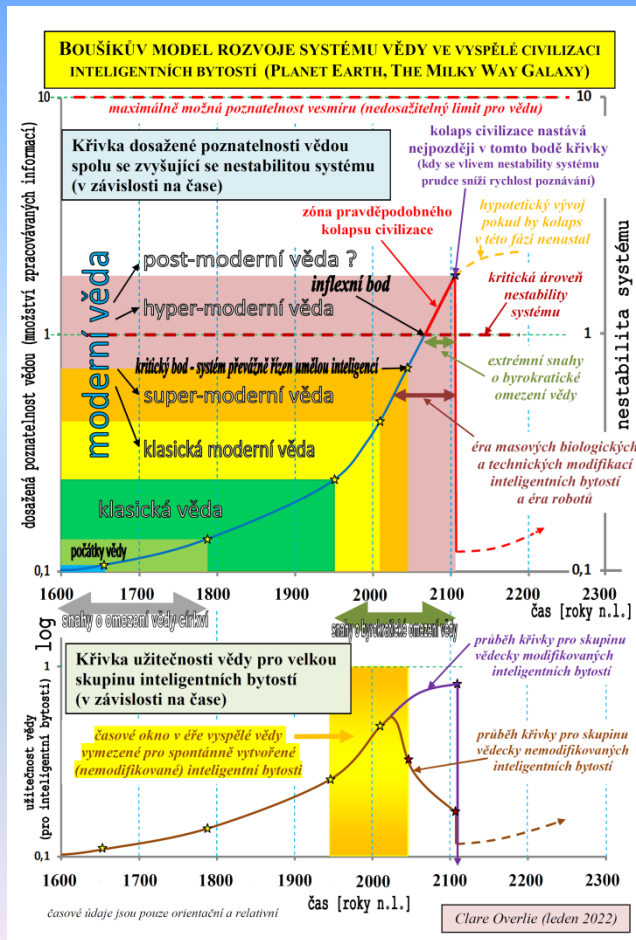 BOUŠÍKŮV MODEL ROZVOJE SYSTÉMU VĚDY VE VYSPĚLÉ CIVILIZACI
INTELIGENTNÍCH BYTOSTÍ (PLANET EARTH, THE MILKY WAY GALAXY)
10
maximálně možná poznatelnost vesmíru (nedosažitelný limit pro vědu)
10
Křivka dosažené poznatelnosti vědou
spolu se zvyšující se nestabilitou systému
(v závislosti na čase)
kolaps civilizace nastává
nejpozději v tomto bodě křivky
(kdy se vlivem nestability systému
prudce sníží rychlost poznávání)
zóna pravděpodobného
kolapsu civilizace
hypotetický vývoj
pokud by kolaps
v této fázi nenastal
dosažená poznatelnost vědou (množství zpracovávaných informací)
moderní věda
post-moderní věda ?
hyper-moderní věda
inflexní bod
kritická úroveň
nestability
systému
1
1
nestabilita systému
kritický bod - systém převážně řízen umělou inteligencí
extrémní snahy
o byrokratické
omezení vědy
super-moderní věda
klasická moderní věda
éra masových biologických
a technických modifikací
inteligentních bytostí
a éra robotů
klasická věda
počátky vědy
0,1
0,1
1600
1700
1800
1900
2000
2100
2200
2300
čas [roky n.l.]
snahy o omezení vědy církví
snahy o byrokratické omezení vědy
log
1
Křivka užitečnosti vědy pro velkou
skupinu inteligentních bytostí
(v závislosti na čase)
průběh křivky pro skupinu
vědecky modifikovaných
inteligentních bytostí
užitečnost vědy
(pro inteligentní bytosti)
časové okno v éře vyspělé vědy
vymezené pro spontánně vytvořené
(nemodifikované) inteligentní bytosti
průběh křivky pro skupinu
vědecky nemodifikovaných
inteligentních bytostí
0,1
1600
1700
1800
1900
2000
2100
2200
2300
čas [roky n.l.]
časové údaje jsou pouze orientační a relativní
Clare Overlie (leden 2022)